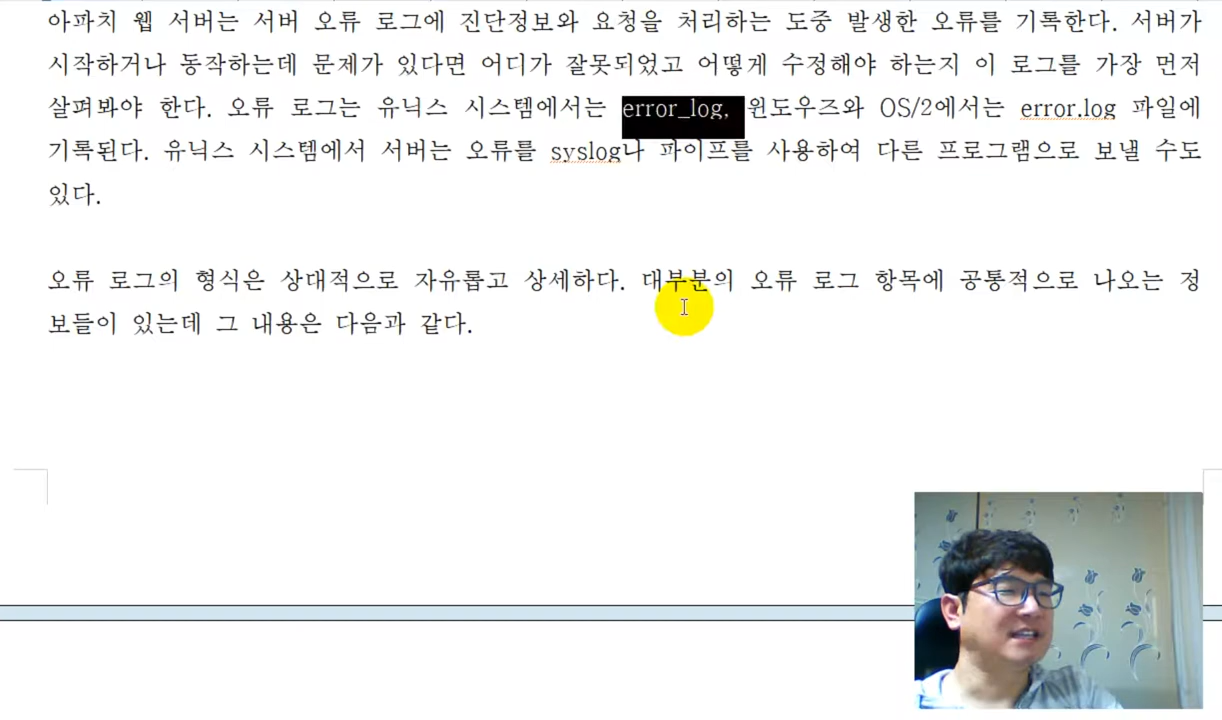 아파치 웹 서버는 서버 오류 로그에 진단정보와 요청을 처리하는 도중 발생한 오류를 기록한다. 서버가
시작하거나 동작하는데 문제가 있다면 어디가 잘못되었고 어떻게 수정해야 하는지 이 로그를 가장 먼저
살펴봐야 한다. 오류 로그는 유닉스 시스템에서는 error_log, 윈도우즈와 OS/2에서는 error.log 파일에
기록된다. 유닉스 시스템에서 서버는 오류를 syslog나 파이프를 사용하여 다른 프로그램으로 보낼 수도
있다.
오류 로그의 형식은 상대적으로 자유롭고 상세하다. 대부분의 오류 로그 항목에 공통적으로 나오는 정
보들이 있는데 그 내용은 다음과 같다.